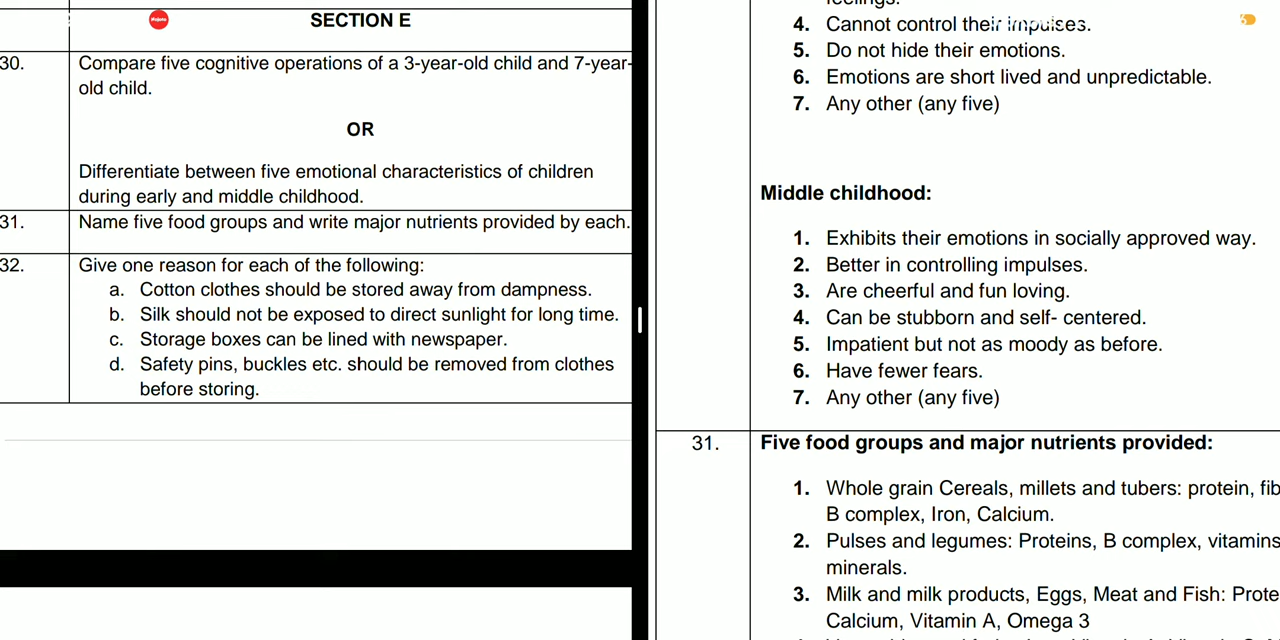 SECTION E
30.
Compare five cognitive operations of a 3-year-old child and 7-year-
old child.
OR
Differentiate between five emotional characteristics of children
during early and middle childhood.
31.
Name five food groups and write major nutrients provided by each.
32.
Give one reason for each of the following:
a. Cotton clothes should be stored away from dampness.
b. Silk should not be exposed to direct sunlight for long time.
c. Storage boxes can be lined with newspaper.
d. Safety pins, buckles etc. should be removed from clothes
before storing.
feelings.
4. Cannot control their impulses.
5. Do not hide their emotions.
6. Emotions are short lived and unpredictable.
7. Any other (any five)
Middle childhood:
1. Exhibits their emotions in socially approved way.
2. Better in controlling impulses.
3. Are cheerful and fun loving.
4. Can be stubborn and self- centered.
5. Impatient but not as moody as before.
6. Have fewer fears.
7. Any other (any five)
31.
Five food groups and major nutrients provided:
1. Whole grain Cereals, millets and tubers: protein, fib
B complex, Iron, Calcium.
2. Pulses and legumes: Proteins, B complex, vitamins
minerals.
3. Milk and milk products, Eggs, Meat and Fish: Prote
Calcium, Vitamin A, Omega 3